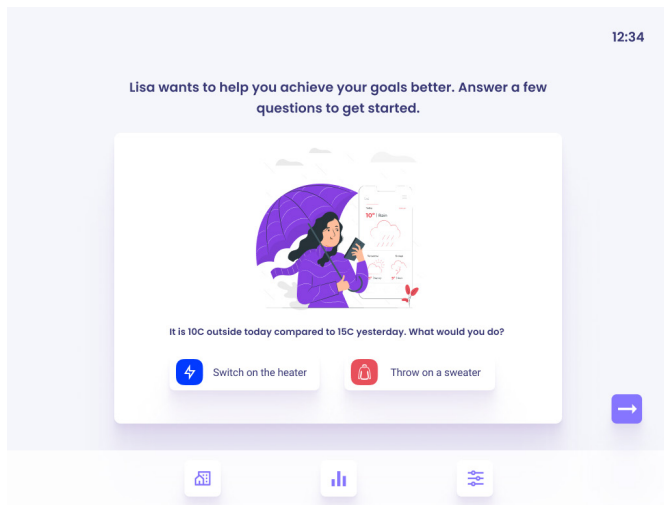 12:34
Lisa wants to help you achieve your goals better. Answer a few
questions to get started.
10°
It is 10C outside today compared to 15C yesterday. What would you do?
Switch on the heater
Throw on a sweater